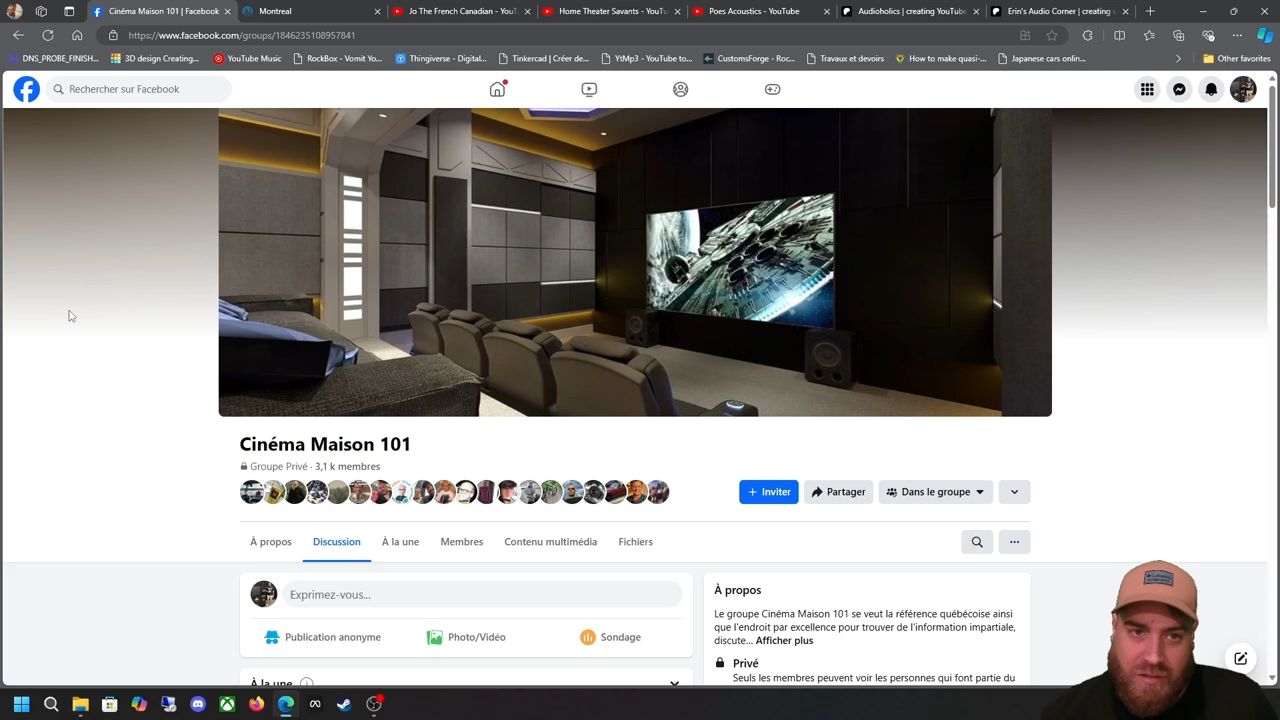 Cinéma Maison 101 | Facebook
Montreal
Jo The French Canadian - YouT
Home Theater Savants - YouTu
Poes Acoustics - YouTube
Audioholics | creating YouTube
Erin's Audio Corner | creating c
https://www.facebook.com/groups/1846235108957841
DNS_PROBE_FINISH...
3D design Creating...
YouTube Music
RockBox - Vomit Yo...
Thingiverse - Digital...
Tinkercad | Créer de...
YtMp3 - YouTube to...
CustomsForge - Roc...
Travaux et devoirs
How to make quasi-...
Japanese cars onlin...
Other favorites
Rechercher sur Facebook
Cinéma Maison 101
Groupe Privé · 3,1 k membres
+ Inviter
Partager
Dans le groupe
À propos
Discussion
À la une
Membres
Contenu multimédia
Fichiers
Exprimez-vous...
Publication anonyme
Photo/Vidéo
Sondage
À la une
À propos
Le groupe Cinéma Maison 101 se veut la référence québécoise ainsi
que l'endroit par excellence pour trouver de l'information impartiale,
discute... Afficher plus
Privé
Seuls les membres peuvent voir les personnes qui font partie du